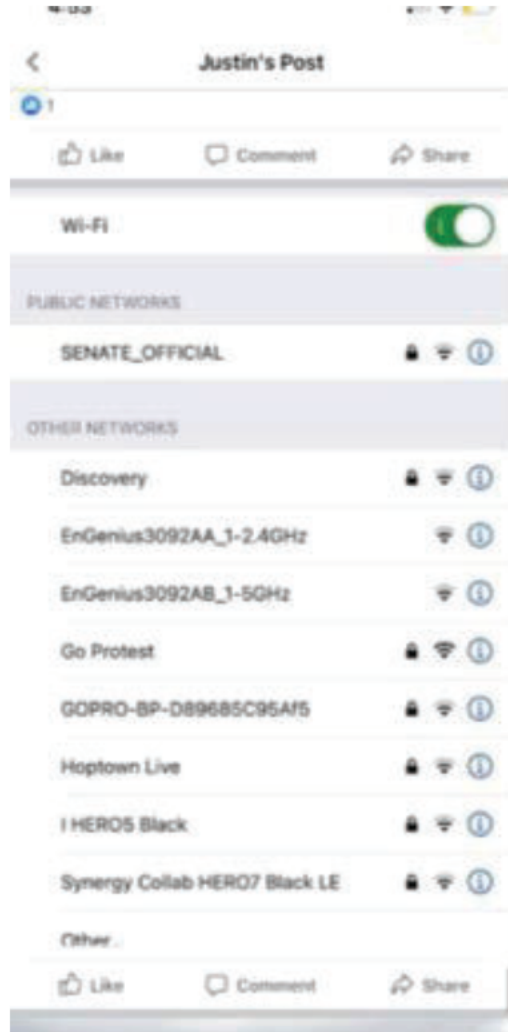 Justin's Post
1
Like Comment Share
Wi-Fi
PUBLIC NETWORKS
SENATE_OFFICIAL
OTHER NETWORKS
Discovery
EnGenius3092AA_1-2.4GHz
EnGenius3092AB_1-5GHz
Go Protest
GOPRO-BP-D89685C95Af5
Hoptown Live
I HERO5 Black
Synergy Collab HERO7 Black LE
Other..
Like Comment Share